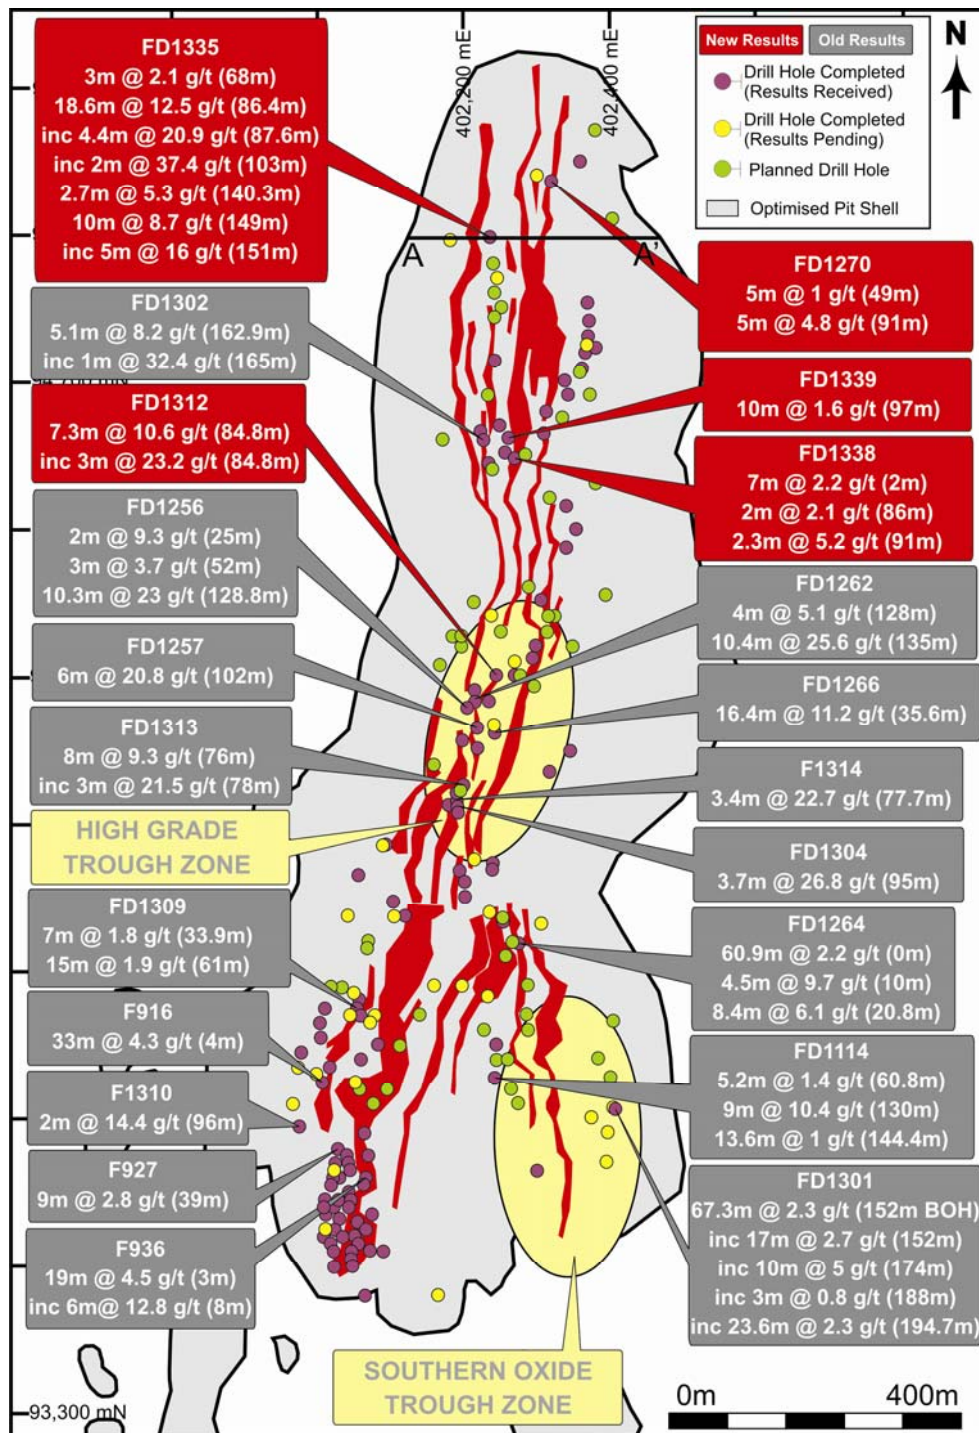 FD1335
3m @ 2.1 g/t (68m)
18.6m @ 12.5 g/t (86.4m)
inc 4.4m @ 20.9 g/t (87.6m)
inc 2m @ 37.4 g/t (103m)
2.7m @ 5.3 g/t (140.3m)
10m @ 8.7 g/t (149m)
inc 5m @ 16 g/t (151m)
402,200 mE
402,400 mE
New Results
Old Results
N
Drill Hole Completed
(Results Received)
Drill Hole Completed
(Results Pending)
Planned Drill Hole
Optimised Pit Shell
A
A'
FD1270
5m @ 1 g/t (49m)
5m @ 4.8 g/t (91m)
FD1302
5.1m @ 8.2 g/t (162.9m)
inc 1m @ 32.4 g/t (165m)
FD1339
10m @ 1.6 g/t (97m)
FD1312
7.3m @ 10.6 g/t (84.8m)
inc 3m @ 23.2 g/t (84.8m)
FD1338
7m @ 2.2 g/t (2m)
2m @ 2.1 g/t (86m)
2.3m @ 5.2 g/t (91m)
FD1256
2m @ 9.3 g/t (25m)
3m @ 3.7 g/t (52m)
10.3m @ 23 g/t (128.8m)
FD1262
4m @ 5.1 g/t (128m)
10.4m @ 25.6 g/t (135m)
FD1257
6m @ 20.8 g/t (102m)
FD1266
16.4m @ 11.2 g/t (35.6m)
FD1313
8m @ 9.3 g/t (76m)
inc 3m @ 21.5 g/t (78m)
F1314
3.4m @ 22.7 g/t (77.7m)
HIGH GRADE
TROUGH ZONE
FD1304
3.7m @ 26.8 g/t (95m)
FD1309
7m @ 1.8 g/t (33.9m)
15m @ 1.9 g/t (61m)
FD1264
60.9m @ 2.2 g/t (0m)
4.5m @ 9.7 g/t (10m)
8.4m @ 6.1 g/t (20.8m)
F916
33m @ 4.3 g/t (4m)
FD1114
5.2m @ 1.4 g/t (60.8m)
9m @ 10.4 g/t (130m)
13.6m @ 1 g/t (144.4m)
F1310
2m @ 14.4 g/t (96m)
F927
9m @ 2.8 g/t (39m)
FD1301
67.3m @ 2.3 g/t (152m BOH)
inc 17m @ 2.7 g/t (152m)
inc 10m @ 5 g/t (174m)
inc 3m @ 0.8 g/t (188m)
inc 23.6m @ 2.3 g/t (194.7m)
F936
19m @ 4.5 g/t (3m)
inc 6m@ 12.8 g/t (8m)
SOUTHERN OXIDE
TROUGH ZONE
0m
400m
93,300 mN